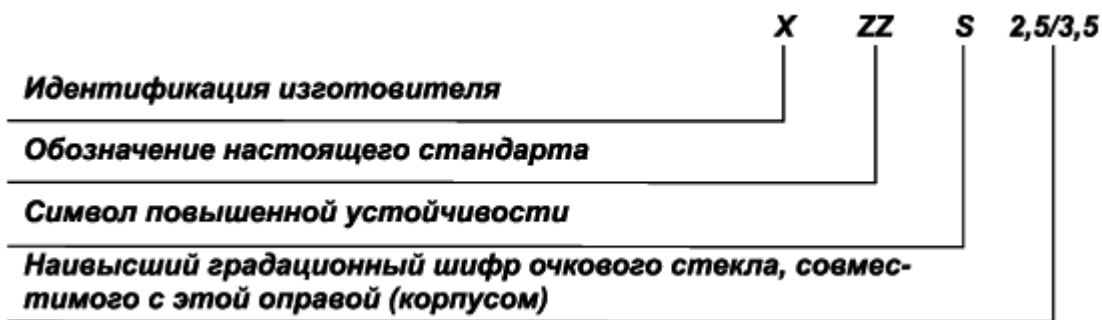 X ZZ S 2,5/3,5
Идентификация изготовителя
Обозначение настоящего стандарта
Символ повышенной устойчивости
Наивысший градационный шифр очкового стекла, совмес-
тимого с этой оправой (корпусом)